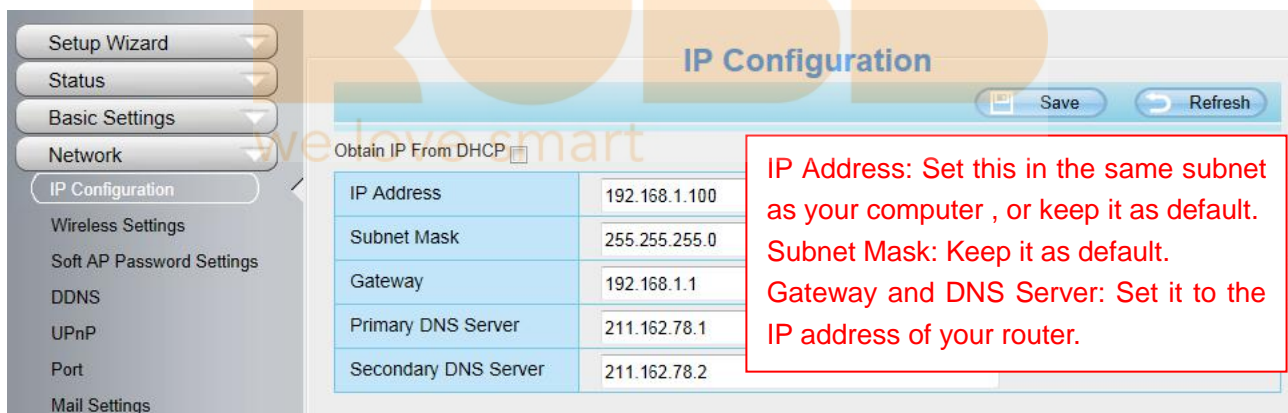 Setup Wizard
Status
Basic Settings
Network
IP Configuration
Wireless Settings
Soft AP Password Settings
DDNS
UPnP
Port
Mail Settings
IP Configuration
Save
Refresh
we love smart
Obtain IP From DHCP
IP Address
192.168.1.100
Subnet Mask
255.255.255.0
Gateway
192.168.1.1
Primary DNS Server
211.162.78.1
Secondary DNS Server
211.162.78.2
IP Address: Set this in the same subnet
as your computer , or keep it as default.
Subnet Mask: Keep it as default.
Gateway and DNS Server: Set it to the
IP address of your router.